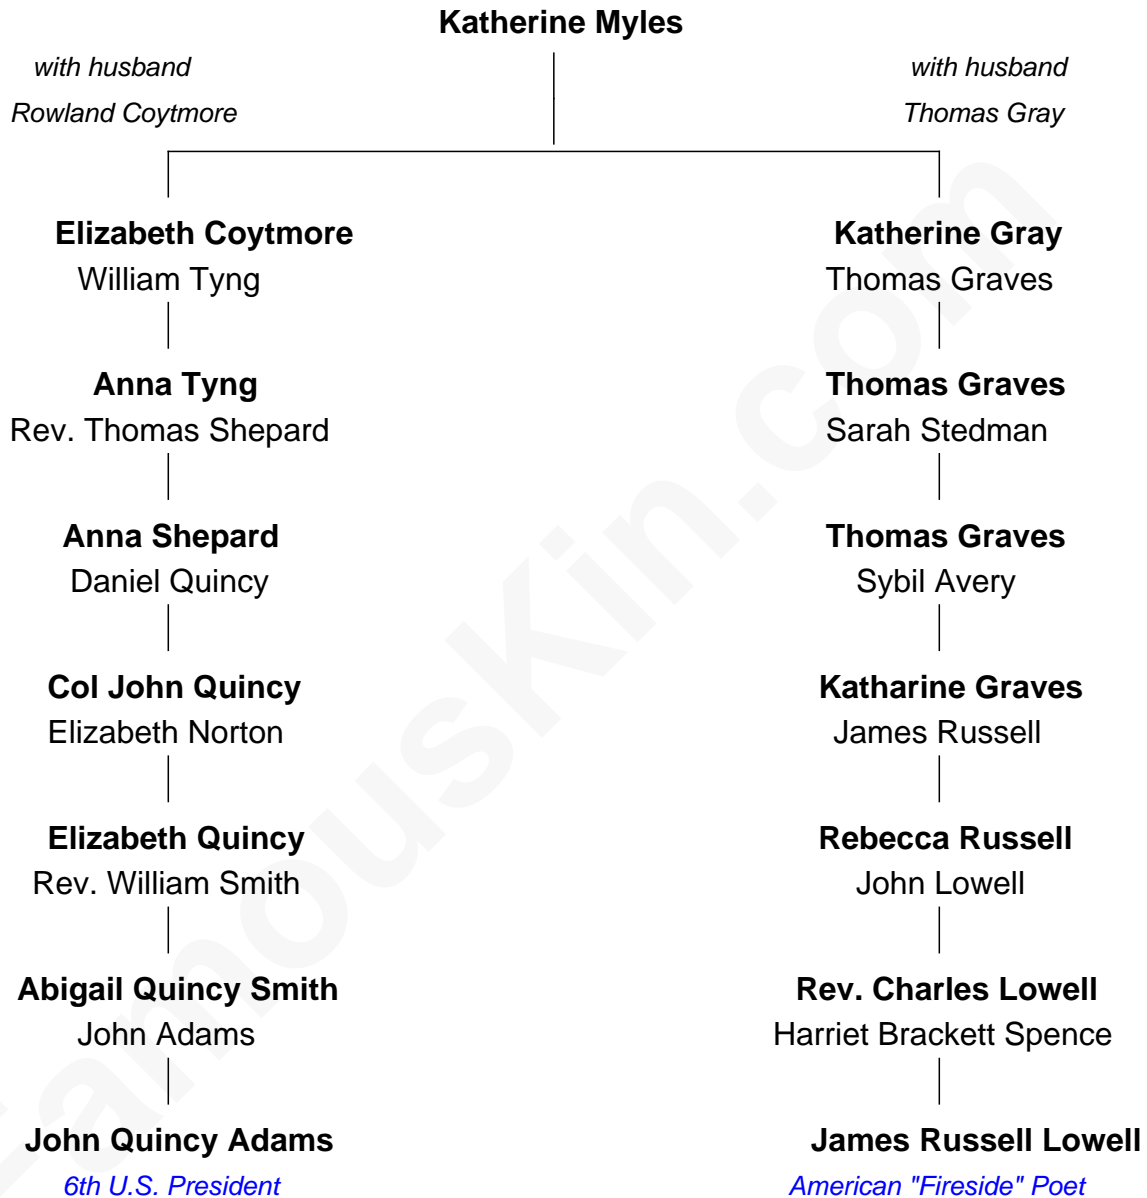 Katherine Myles
with husband
Rowland Coytmore
with husband
Thomas Gray
Elizabeth Coytmore
William Tyng
Katherine Gray
Thomas Graves
Anna Tyng
Rev. Thomas Shepard
Thomas Graves
Sarah Stedman
Anna Shepard
Daniel Quincy
Thomas Graves
Sybil Avery
Col John Quincy
Elizabeth Norton
Katharine Graves
James Russell
Elizabeth Quincy
Rev. William Smith
Rebecca Russell
John Lowell
Abigail Quincy Smith
John Adams
Rev. Charles Lowell
Harriet Brackett Spence
John Quincy Adams
6th U.S. President
James Russell Lowell
American "Fireside" Poet
FamousKin.com